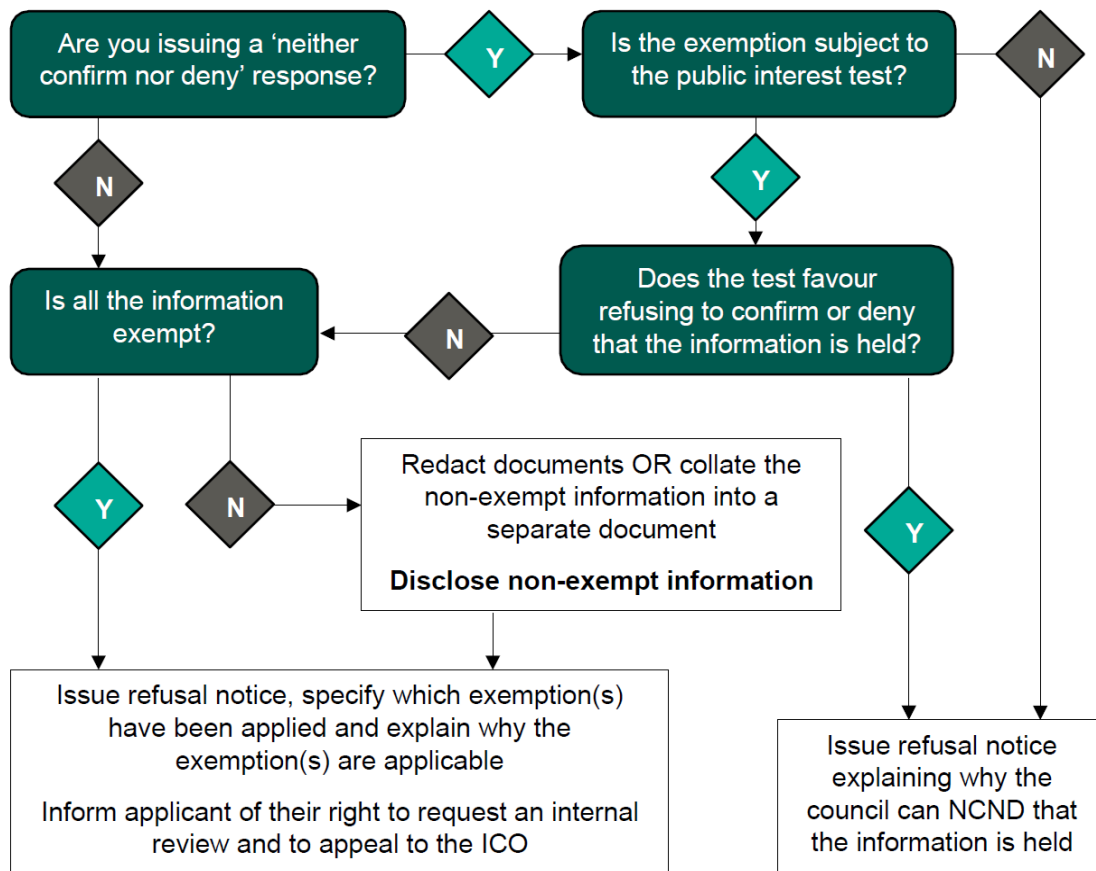 Are you issuing a ‘neither
confirm nor deny’ response?
Y
Is the exemption subject to
the public interest test?
N
N
Y
Is all the information
exempt?
N
Does the test favour
refusing to confirm or deny
that the information is held?
Y
N
Redact documents OR collate the
non-exempt information into a
separate document
Disclose non-exempt information
Y
Issue refusal notice, specify which exemption(s)
have been applied and explain why the
exemption(s) are applicable
Inform applicant of their right to request an internal
review and to appeal to the ICO
Issue refusal notice
explaining why the
council can NCND that
the information is held